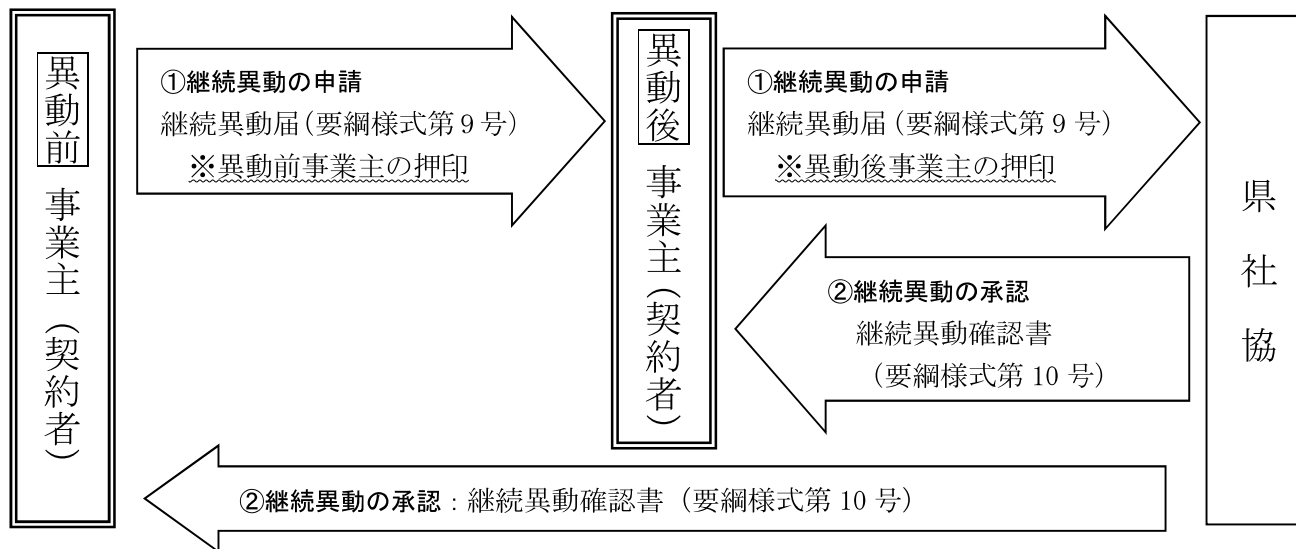 異動前 事業主（契約者）
①継続異動の申請
継続異動届（要綱様式第９号）
※異動前事業主の押印
異動後 事業主（契約者）
①継続異動の申請
継続異動届（要綱様式第９号）
※異動後事業主の押印
②継続異動の承認
継続異動確認書
（要綱様式第 10 号）
県社協
②継続異動の承認：継続異動確認書（要綱様式第 10 号）